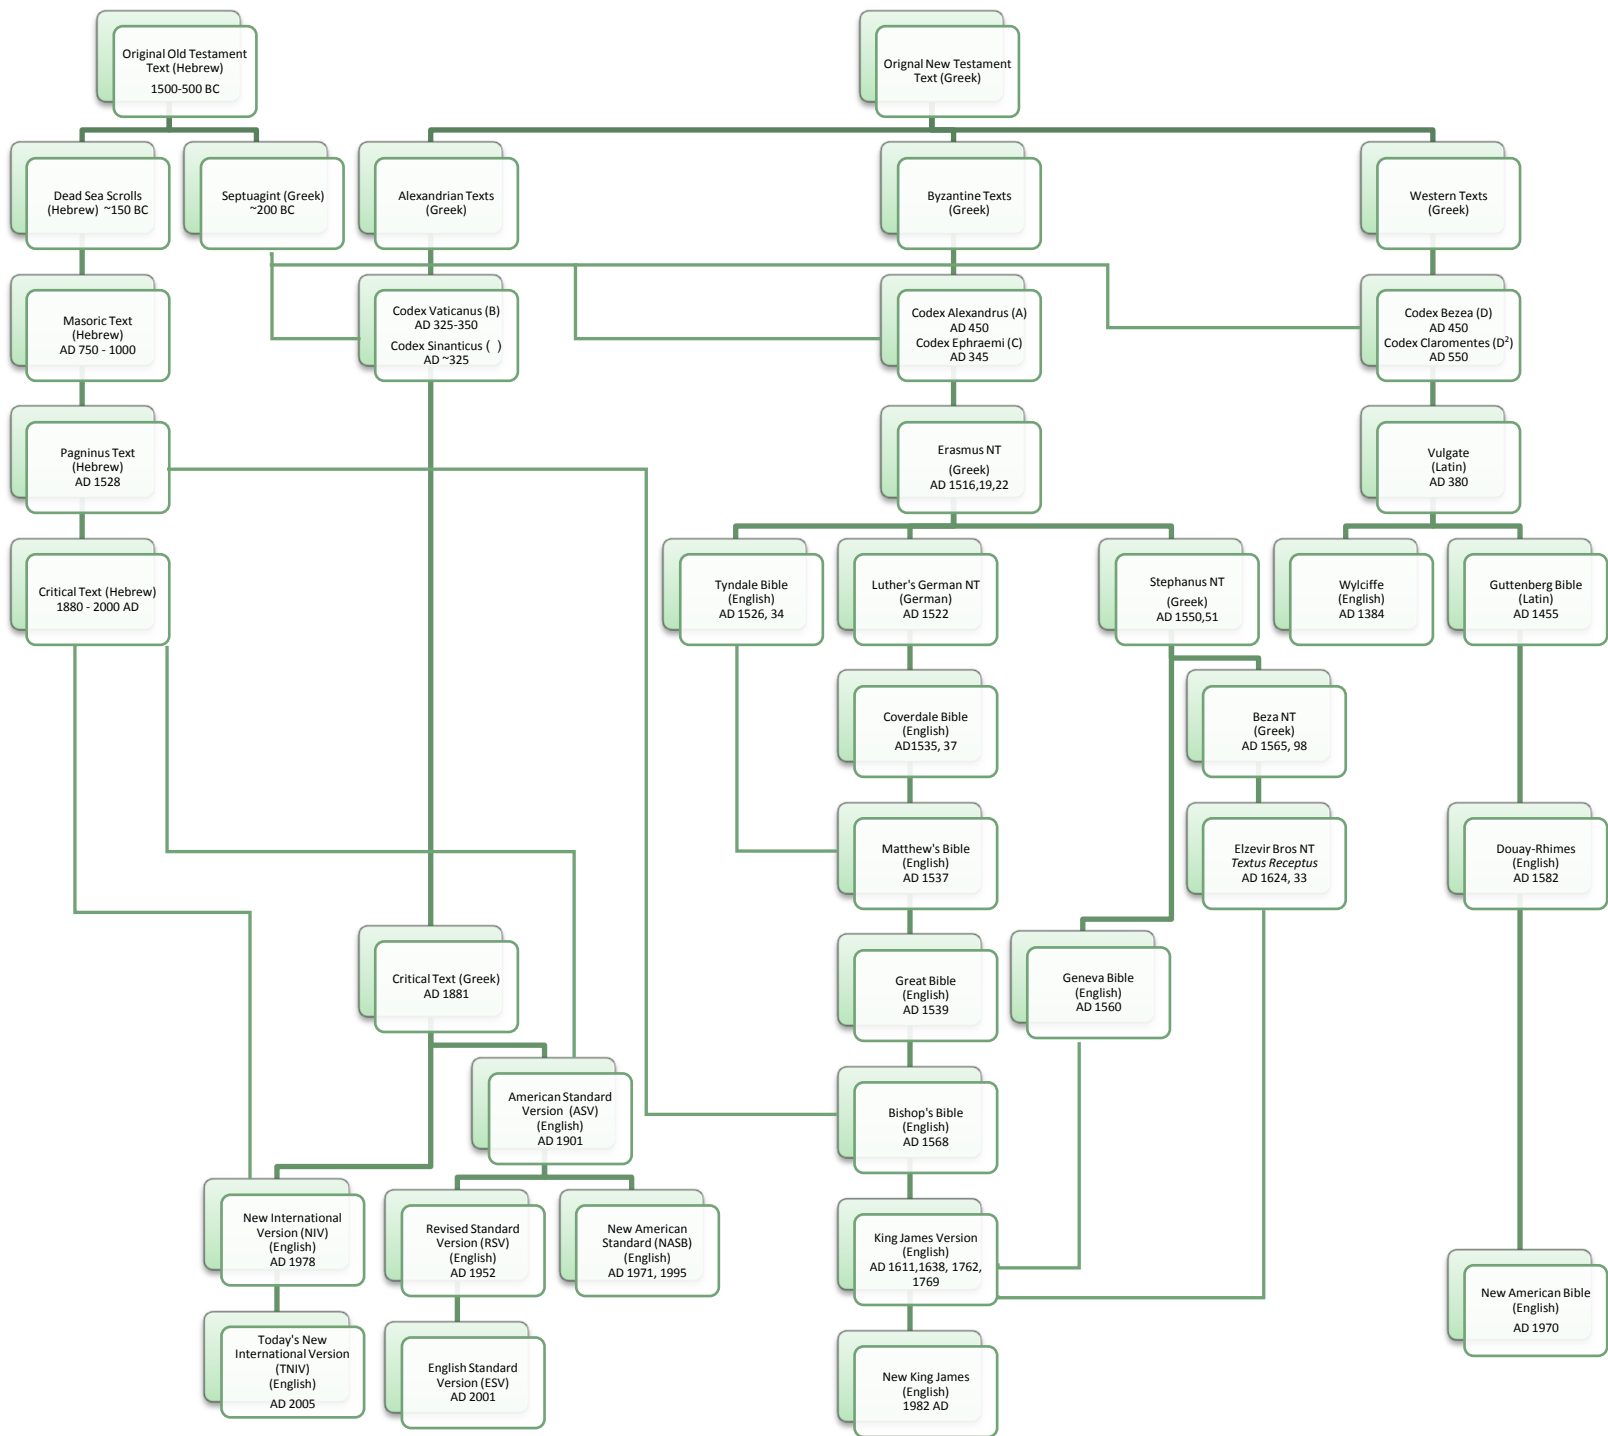 Original Old Testament
Text (Hebrew)
1500-500 BC
Orignal New Testament
Text (Greek)
Dead Sea Scrolls
(Hebrew) ~150 BC
Septuagint (Greek)
~200 BC
Alexandrian Texts
(Greek)
Byzantine Texts
(Greek)
Western Texts
(Greek)
Masoric Text
(Hebrew)
AD 750 - 1000
Codex Vaticanus (B)
AD 325-350
Codex Sinanticus ( )
AD ~325
Codex Alexandrus (A)
AD 450
Codex Ephraemi (C)
AD 345
Codex Bezea (D)
AD 450
Codex Claromentes (D²)
AD 550
Pagninus Text
(Hebrew)
AD 1528
Erasmus NT
(Greek)
AD 1516,19,22
Vulgate
(Latin)
AD 380
Critical Text (Hebrew)
1880 - 2000 AD
Tyndale Bible
(English)
AD 1526, 34
Luther's German NT
(German)
AD 1522
Stephanus NT
(Greek)
AD 1550,51
Wylciffe
(English)
AD 1384
Guttenberg Bible
(Latin)
AD 1455
Coverdale Bible
(English)
AD1535, 37
Beza NT
(Greek)
AD 1565, 98
Matthew's Bible
(English)
AD 1537
Elzevir Bros NT
Textus Receptus
AD 1624, 33
Douay-Rhimes
(English)
AD 1582
Critical Text (Greek)
AD 1881
Great Bible
(English)
AD 1539
Geneva Bible
(English)
AD 1560
American Standard
Version (ASV)
(English)
AD 1901
Bishop's Bible
(English)
AD 1568
New International
Version (NIV)
(English)
AD 1978
Revised Standard
Version (RSV)
(English)
AD 1952
New American
Standard (NASB)
(English)
AD 1971, 1995
King James Version
(English)
AD 1611,1638, 1762,
1769
New American Bible
(English)
AD 1970
Today's New
International Version
(TNIV)
(English)
AD 2005
English Standard
Version (ESV)
AD 2001
New King James
(English)
1982 AD